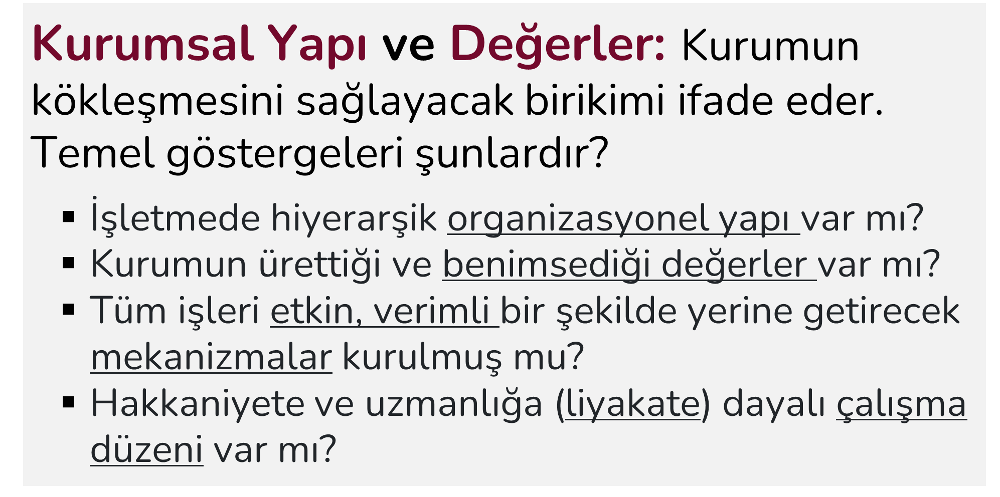 Kurumsal Yapı ve Değerler: Kurumun
kökleşmesini sağlayacak birikimi ifade eder.
Temel göstergeleri şunlardır?
▪ İşletmede hiyerarşik organizasyonel yapı var mı?
▪ Kurumun ürettiği ve benimsediği değerler var mı?
▪ Tüm işleri etkin, verimli bir şekilde yerine getirecek
mekanizmalar kurulmuş mu?
▪ Hakkaniyete ve uzmanlığa (liyakate) dayalı çalışma
düzeni var mı?